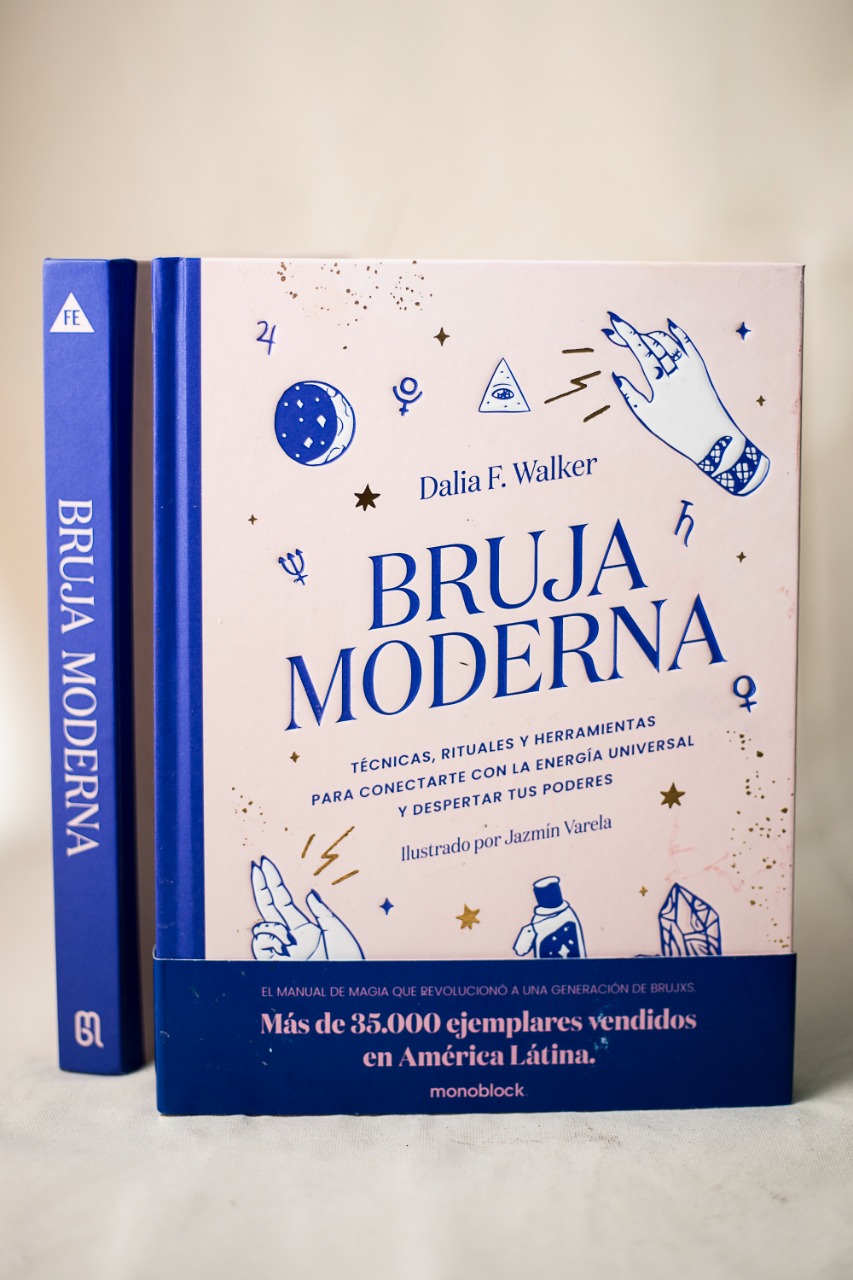 FE
BRUJA MODERNA
Dalia F. Walker
BRUJA
MODERNA
TÉCNICAS, RITUALES Y HERRAMIENTAS
PARA CONECTARTE CON LA ENERGÍA UNIVERSAL
Y DESPERTAR TUS PODERES
Ilustrado por Jazmín Varela
EL MANUAL DE MAGIA QUE REVOLUCIONÓ A UNA GENERACIÓN DE BRUJXS.
Más de 35.000 ejemplares vendidos
en América Látina.
monoblock